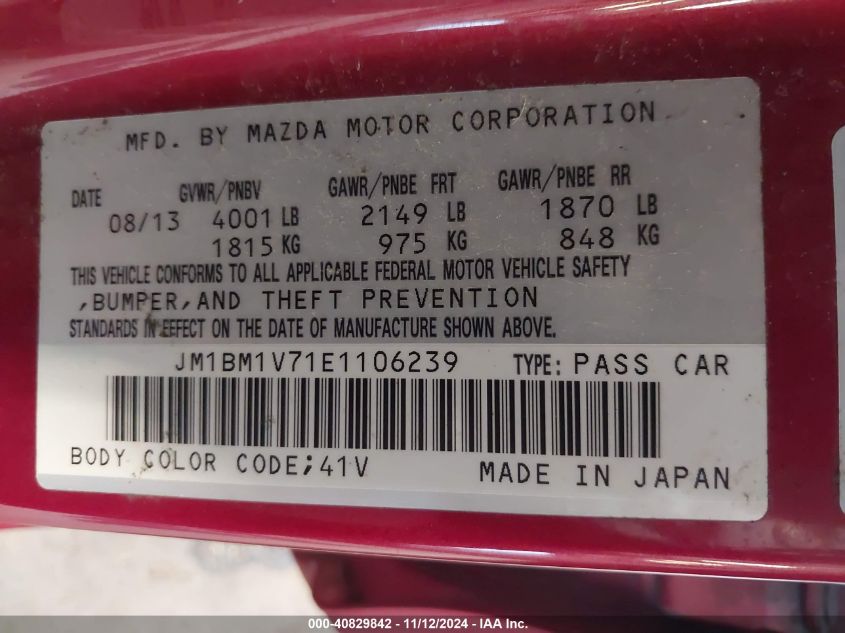 MFD. BY MAZDA MOTOR CORPORATION
DATE GVWR/PNBV GAWR/PNBE FRT GAWR/PNBE RR
08/13 4001 LB 2149 LB 1870 LB
1815 KG 975 KG 848 KG
THIS VEHICLE CONFORMS TO ALL APPLICABLE FEDERAL MOTOR VEHICLE SAFETY
,BUMPER,AND THEFT PREVENTION
STANDARDS IN EFFECT ON THE DATE OF MANUFACTURE SHOWN ABOVE.
JM1BM1V71E1106239 TYPE: PASS CAR
BODY COLOR CODE;41V MADE IN JAPAN
000-40829842 - 11/12/2024 - IAA Inc.